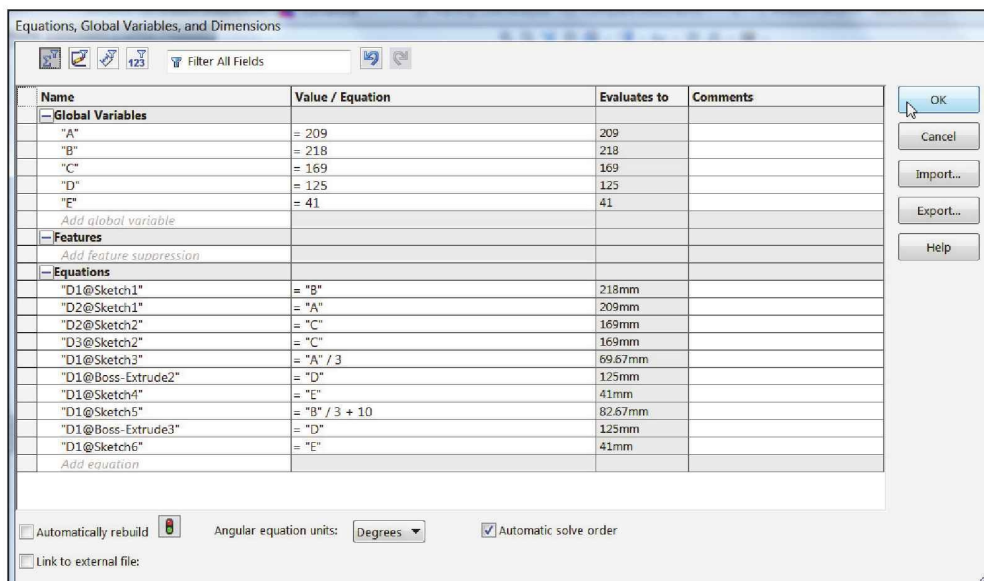 Equations, Global Variables, and Dimensions
Filter All Fields
Name Value / Equation Evaluates to Comments
Global Variables
"A" = 209 209
"B" = 218 218
"C" = 169 169
"D" = 125 125
"E" = 41 41
Add global variable
Features
Add feature suppression
Equations
"D1@Sketch1" = "B" 218mm
"D2@Sketch1" = "A" 209mm
"D2@Sketch2" = "C" 169mm
"D3@Sketch2" = "C" 169mm
"D1@Sketch3" = "A" / 3 69.67mm
"D1@Boss-Extrude2" = "D" 125mm
"D1@Sketch4" = "E" 41mm
"D1@Sketch5" = "B" / 3 + 10 82.67mm
"D1@Boss-Extrude3" = "D" 125mm
"D1@Sketch6" = "E" 41mm
Add equation
OK
Cancel
Import...
Export...
Help
Automatically rebuild Angular equation units: Degrees Automatic solve order
Link to external file: